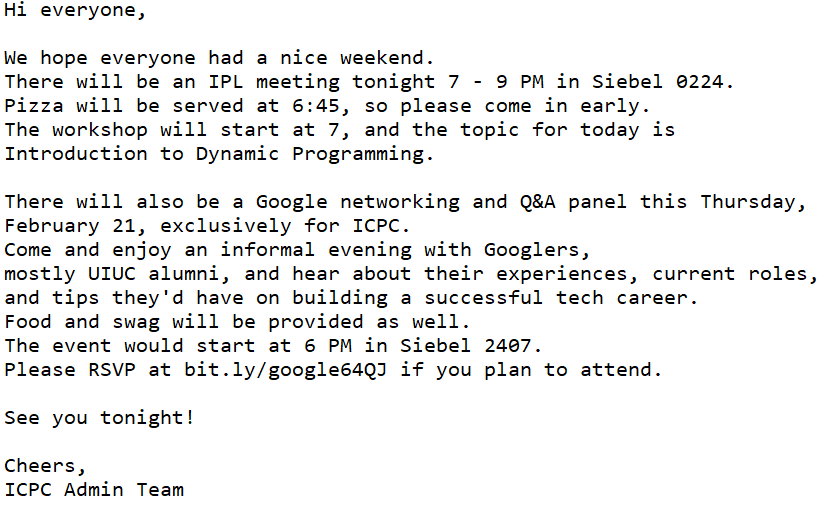 Hi everyone,
We hope everyone had a nice weekend.
There will be an IPL meeting tonight 7 - 9 PM in Siebel 0224.
Pizza will be served at 6:45, so please come in early.
The workshop will start at 7, and the topic for today is
Introduction to Dynamic Programming.
There will also be a Google networking and Q&A panel this Thursday,
February 21, exclusively for ICPC.
Come and enjoy an informal evening with Googlers,
mostly UIUC alumni, and hear about their experiences, current roles,
and tips they'd have on building a successful tech career.
Food and swag will be provided as well.
The event would start at 6 PM in Siebel 2407.
Please RSVP at bit.ly/google64QJ if you plan to attend.
See you tonight!
Cheers,
ICPC Admin Team